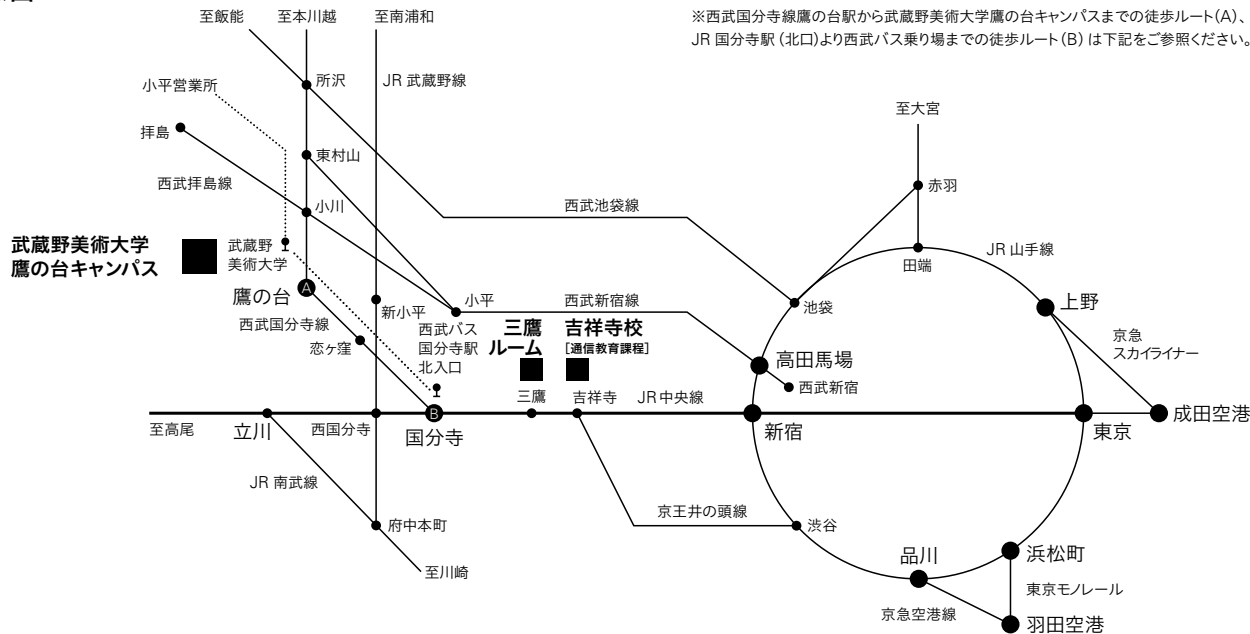 至飯能
至本川越
至南浦和
※西武国分寺線鷹の台駅から武蔵野美術大学鷹の台キャンパスまでの徒歩ルート(A)、
JR 国分寺駅 (北口)より西武バス乗り場までの徒歩ルート(B) は下記をご参照ください。
所沢
JR 武蔵野線
小平営業所
至大宮
拝島
東村山
西武拝島線
赤羽
小川
西武池袋線
武蔵野美術大学
鷹の台キャンパス
武蔵野
美術大学
JR 山手線
田端
A
鷹の台
新小平
小平
西武新宿線
池袋
上野
西武国分寺線
恋ヶ窪
西武バス
国分寺駅
北入口
三鷹
ルーム
吉祥寺校
[通信教育課程]
京急
スカイライナー
高田馬場
西武新宿
三鷹
吉祥寺
JR 中央線
B
至高尾
立川
西国分寺
国分寺
新宿
東京
成田空港
JR 南武線
京王井の頭線
府中本町
渋谷
至川崎
品川
浜松町
東京モノレール
京急空港線
羽田空港